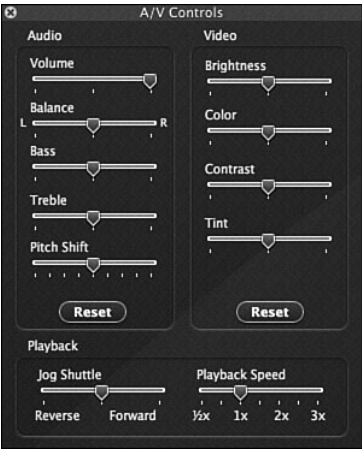 A/V Controls
Audio
Volume
Balance
L R
Bass
Treble
Pitch Shift
Reset
Video
Brightness
Color
Contrast
Tint
Reset
Playback
Jog Shuttle
Reverse Forward
Playback Speed
½x 1x 2x 3x